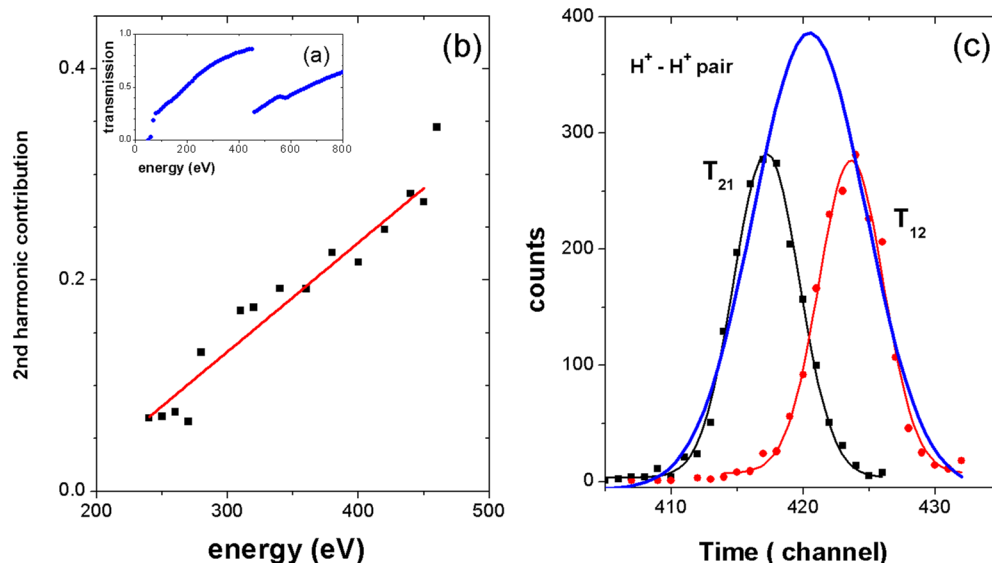 (b)
0.4
0.2
0.0
2nd harmonic contribution
200
300
400
500
energy (eV)
(a)
1.0
0.5
0.0
transmission
0
200
400
600
800
energy (eV)
(c)
H+ - H+ pair
T21
T12
400
300
200
100
0
counts
410
420
430
Time ( channel)